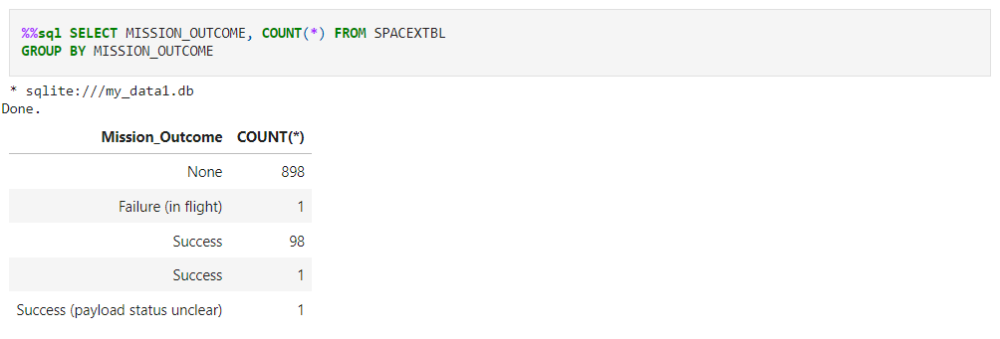 %%sql SELECT MISSION_OUTCOME, COUNT(*) FROM SPACEXTBL
GROUP BY MISSION_OUTCOME
* sqlite:///my_data1.db
Done.
Mission_Outcome COUNT(*)
None 898
Failure (in flight) 1
Success 98
Success 1
Success (payload status unclear) 1